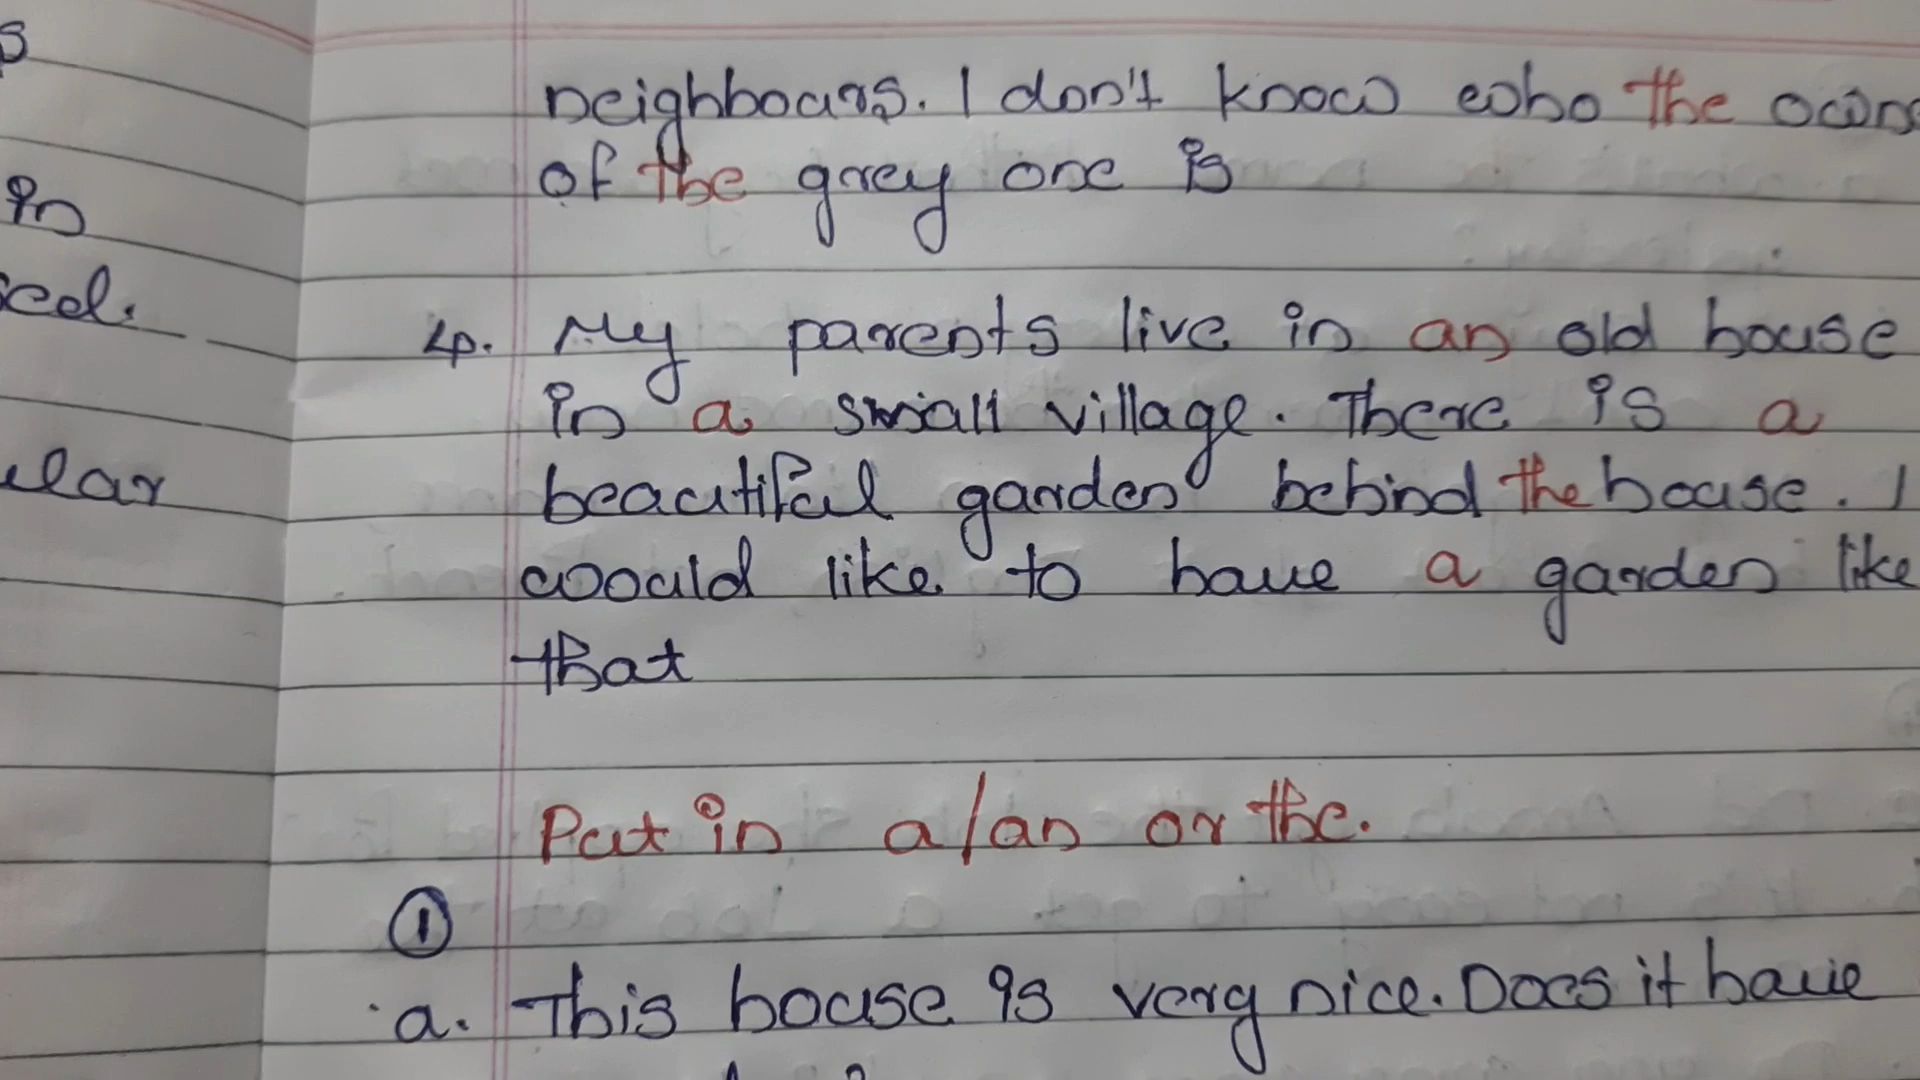 s
in
ular
neighbours. I don't know who the
of the grey one is
4. My parents live in an old house
in a small village. There is a
beautiful garden behind the house. I
would like to have a garden like
that
Put in a/an or the.
①
a. This house is very nice. Does it have